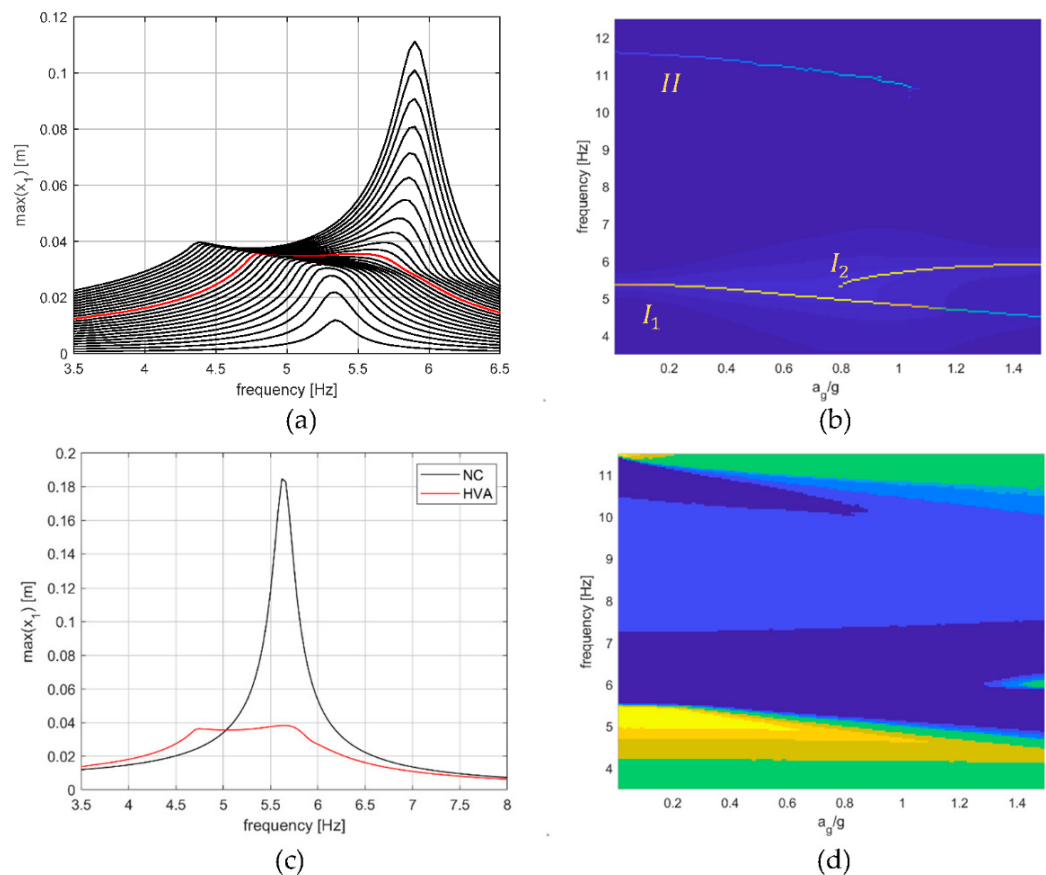 0.12
0.1
0.08
0.06
0.04
0.02
0
max(x1) [m]
3.5 4 4.5 5 5.5 6 6.5
frequency [Hz]
(a)
12
11
10
9
8
7
6
5
4
frequency [Hz]
II
I2
I1
0.2 0.4 0.6 0.8 1 1.2 1.4
ag/g
(b)
0.2
0.18
0.16
0.14
0.12
0.1
0.08
0.06
0.04
0.02
0
max(x1) [m]
NC
HVA
3.5 4 4.5 5 5.5 6 6.5 7 7.5 8
frequency [Hz]
(c)
11
10
9
8
7
6
5
4
frequency [Hz]
0.2 0.4 0.6 0.8 1 1.2 1.4
ag/g
(d)